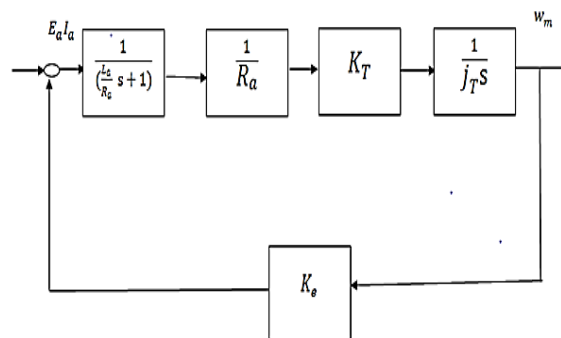 E_a I_a
w_m
1/((L_a/R_a) s + 1)
1/R_a
K_T
1/(j_T s)
K_e